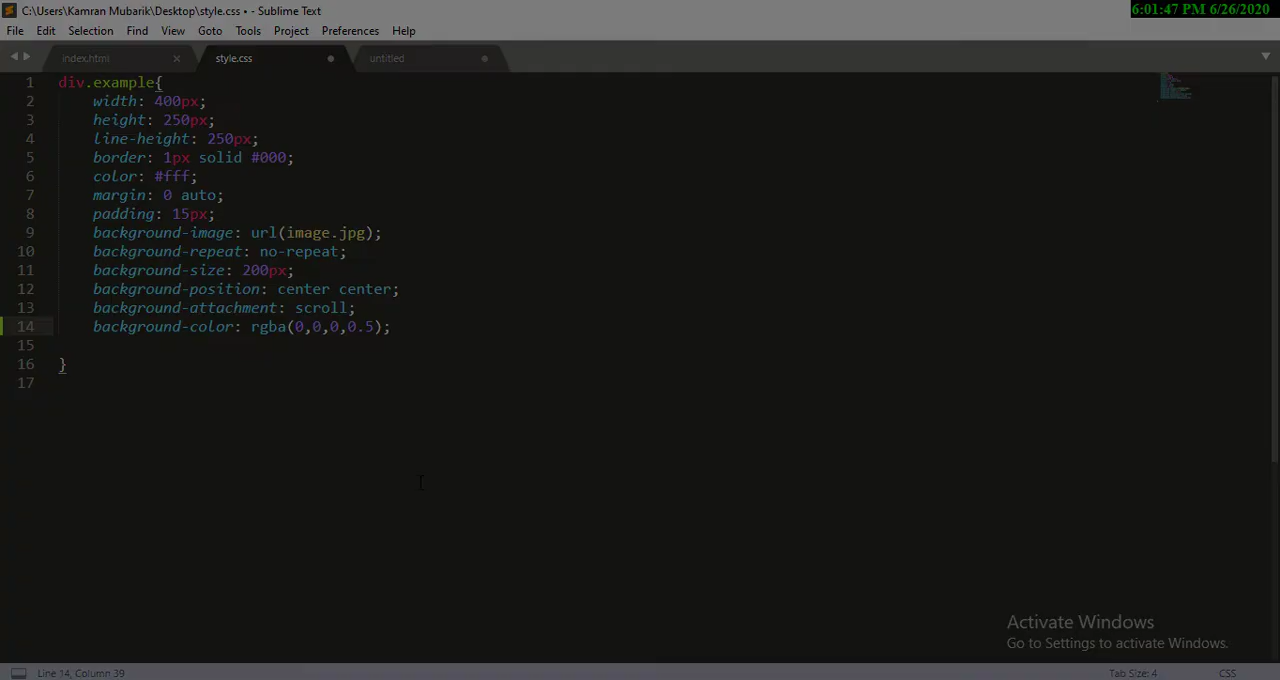 C:\Users\Kamran Mubarik\Desktop\style.css • - Sublime Text
6:01:47 PM 6/26/2020
File Edit Selection Find View Goto Tools Project Preferences Help
index.html style.css untitled
1 div.example{
2 width: 400px;
3 height: 250px;
4 line-height: 250px;
5 border: 1px solid #000;
6 color: #fff;
7 margin: 0 auto;
8 padding: 15px;
9 background-image: url(image.jpg);
10 background-repeat: no-repeat;
11 background-size: 200px;
12 background-position: center center;
13 background-attachment: scroll;
14 background-color: rgba(0,0,0,0.5);
15
16 }
17
Activate Windows
Go to Settings to activate Windows.
Line 14, Column 39 Tab Size: 4 CSS